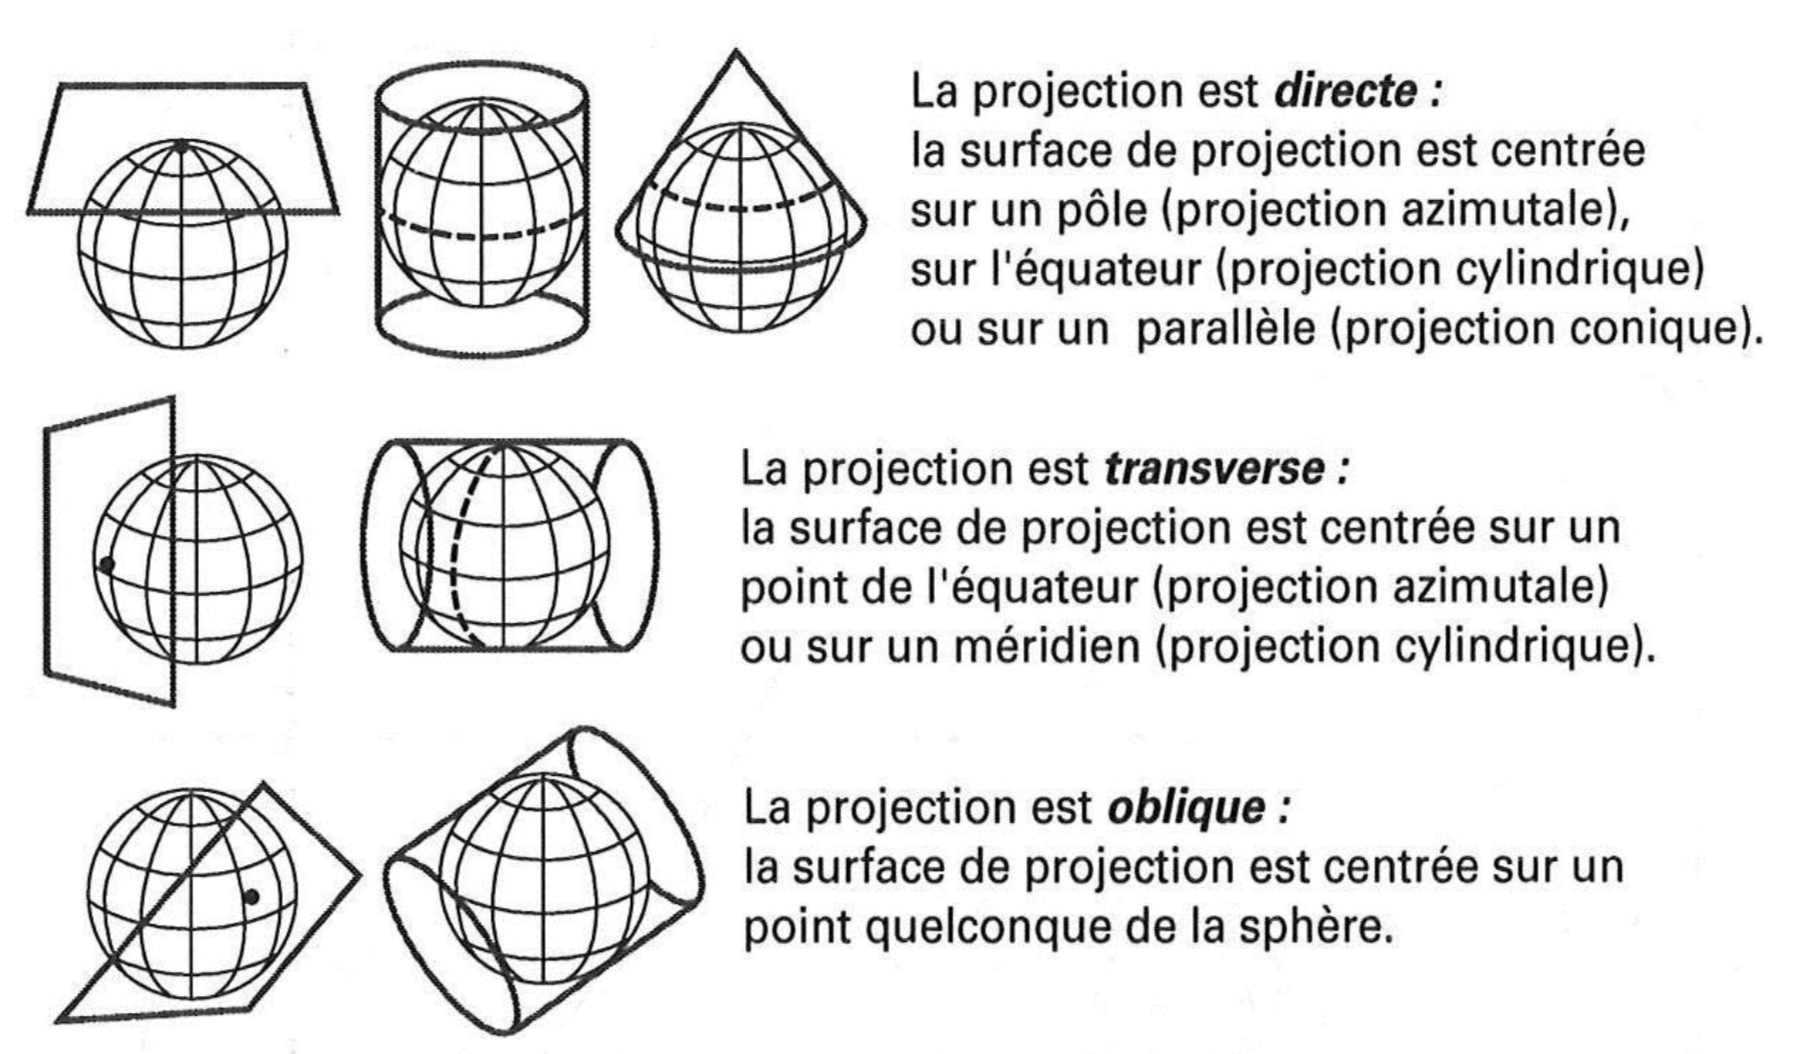 La projection est directe :
la surface de projection est centrée
sur un pôle (projection azimutale),
sur l'équateur (projection cylindrique)
ou sur un parallèle (projection conique).
La projection est transverse :
la surface de projection est centrée sur un
point de l'équateur (projection azimutale)
ou sur un méridien (projection cylindrique).
La projection est oblique :
la surface de projection est centrée sur un
point quelconque de la sphère.